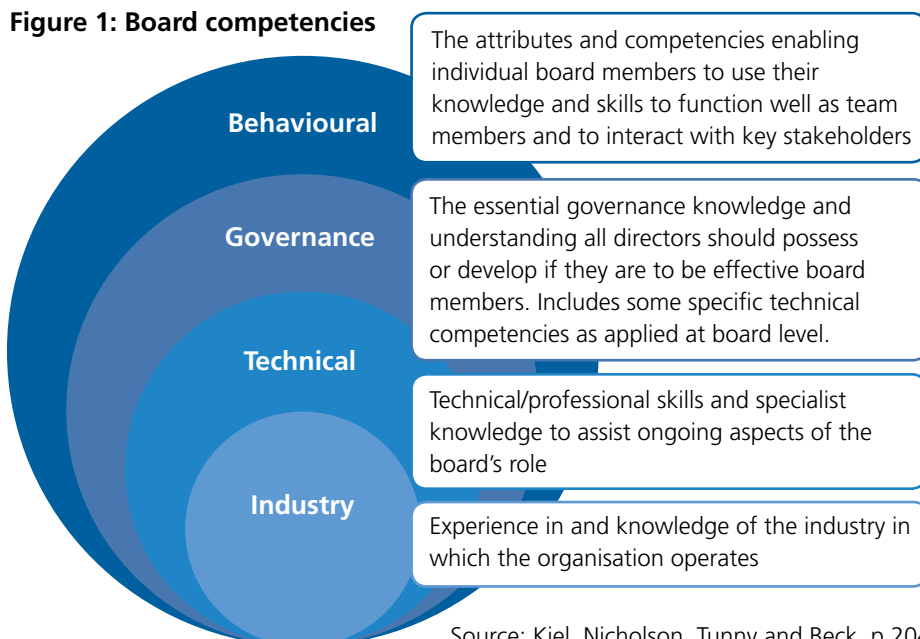 Figure 1: Board competencies
Behavioural
The attributes and competencies enabling
individual board members to use their
knowledge and skills to function well as team
members and to interact with key stakeholders
Governance
The essential governance knowledge and
understanding all directors should possess
or develop if they are to be effective board
members. Includes some specific technical
competencies as applied at board level.
Technical
Technical/professional skills and specialist
knowledge to assist ongoing aspects of the
board’s role
Industry
Experience in and knowledge of the industry in
which the organisation operates
Source: Kiel, Nicholson, Tunny and Beck, p